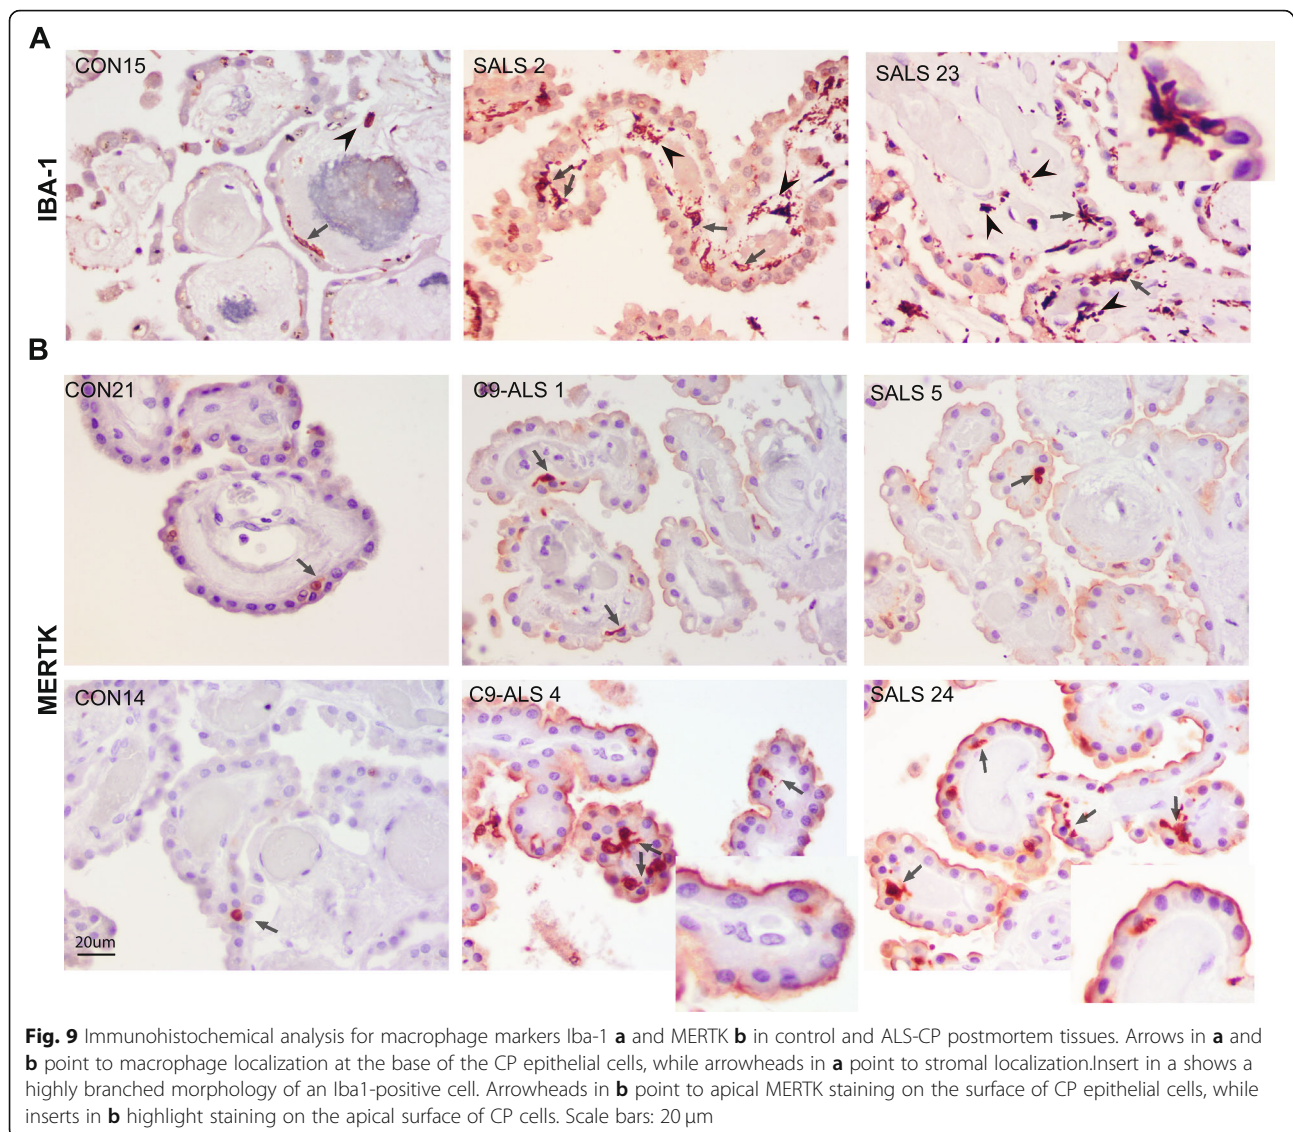 A
CON15
SALS 2
SALS 23
IBA-1
B
CON21
C9-ALS 1
SALS 5
MERTK
CON14
C9-ALS 4
SALS 24
20um
Fig. 9 Immunohistochemical analysis for macrophage markers Iba-1 a and MERTK b in control and ALS-CP postmortem tissues. Arrows in a and
b point to macrophage localization at the base of the CP epithelial cells, while arrowheads in a point to stromal localization.Insert in a shows a
highly branched morphology of an Iba1-positive cell. Arrowheads in b point to apical MERTK staining on the surface of CP epithelial cells, while
inserts in b highlight staining on the apical surface of CP cells. Scale bars: 20 μm